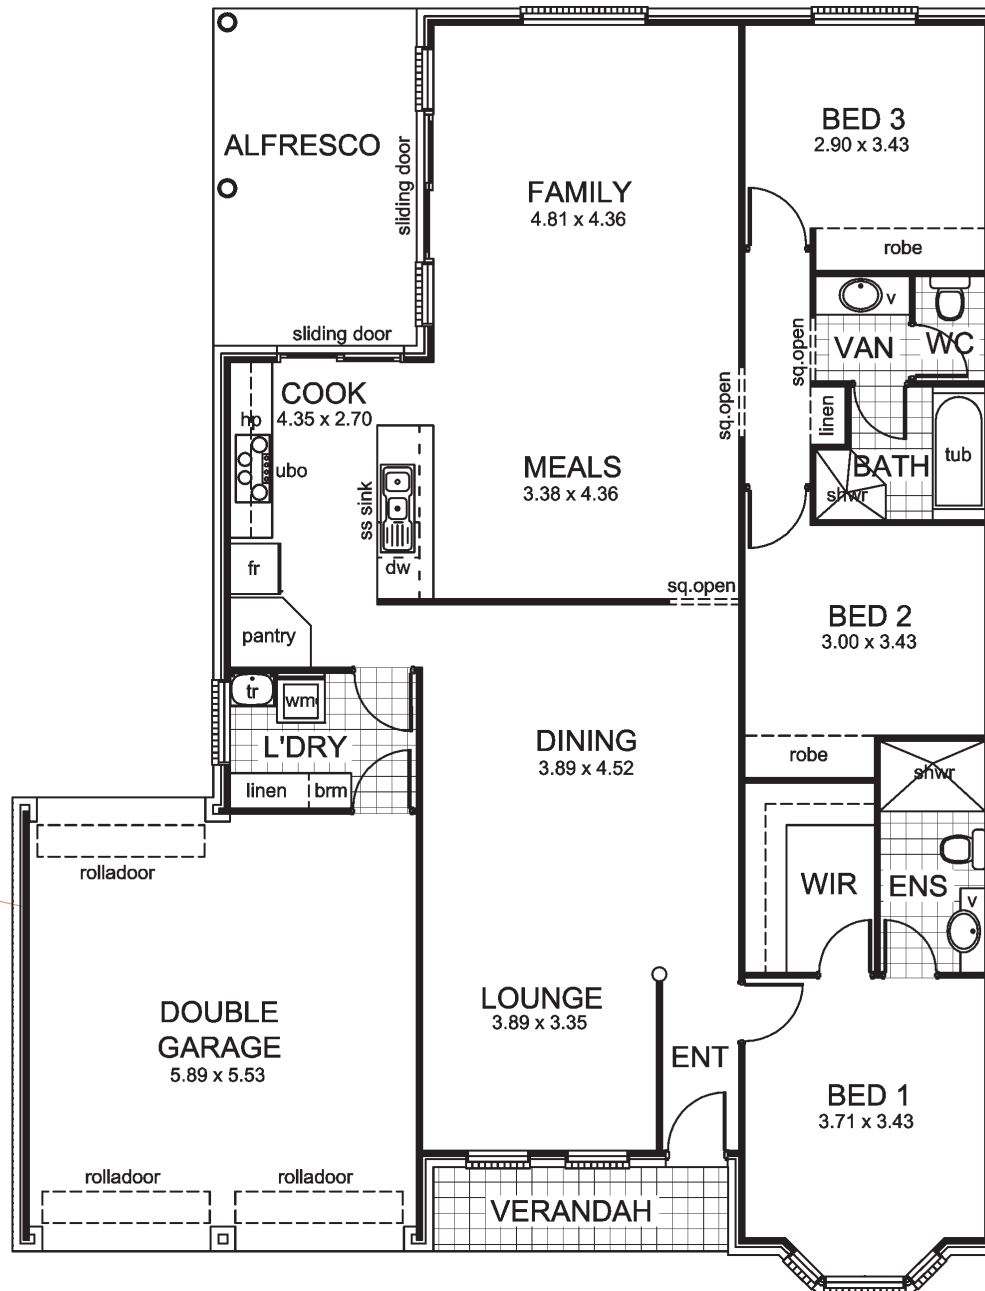 ALFRESCO
sliding door
sliding door
FAMILY
4.81 x 4.36
BED 3
2.90 x 3.43
robe
v
VAN
WC
sq.open
sq.open
linen
BATH
shwr
tub
COOK
4.35 x 2.70
hp
ubo
ss sink
dw
fr
pantry
MEALS
3.38 x 4.36
sq.open
BED 2
3.00 x 3.43
robe
tr
wm
L'DRY
linen
brm
DINING
3.89 x 4.52
shwr
WIR
ENS
v
rolladoor
DOUBLE
GARAGE
5.89 x 5.53
LOUNGE
3.89 x 3.35
ENT
BED 1
3.71 x 3.43
rolladoor
rolladoor
VERANDAH